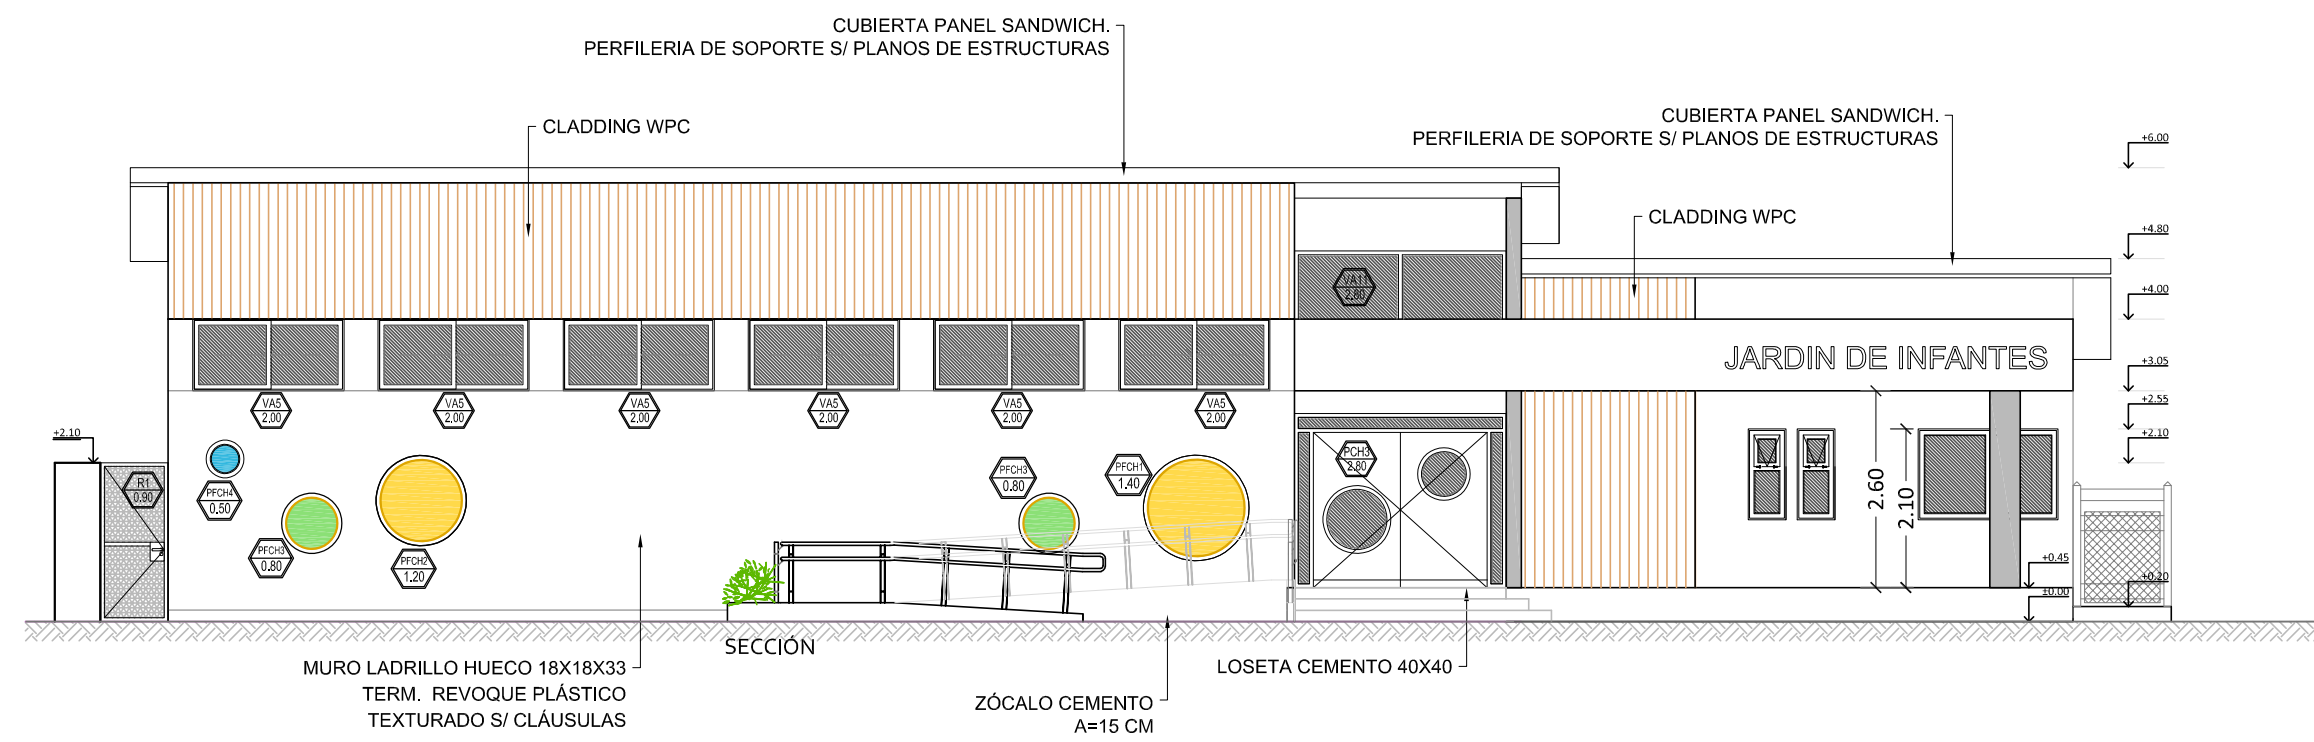 CUBIERTA PANEL SANDWICH.
PERFILERIA DE SOPORTE S/ PLANOS DE ESTRUCTURAS
CLADDING WPC
CUBIERTA PANEL SANDWICH.
PERFILERIA DE SOPORTE S/ PLANOS DE ESTRUCTURAS
+6.00
CLADDING WPC
+4.80
VA11
2.80
+4.00
JARDIN DE INFANTES
+3.05
VA5
2.00
VA5
2.00
VA5
2.00
VA5
2.00
VA5
2.00
VA5
2.00
+2.55
+2.10
+2.10
R1
0.90
PFCH4
0.50
PFCH3
0.80
PFCH2
1.20
PFCH3
0.80
PFCH1
1.40
PCH3
2.80
2.60
2.10
+0.45
+0.20
±0.00
SECCIÓN
MURO LADRILLO HUECO 18X18X33
TERM. REVOQUE PLÁSTICO
TEXTURADO S/ CLÁUSULAS
ZÓCALO CEMENTO
A=15 CM
LOSETA CEMENTO 40X40